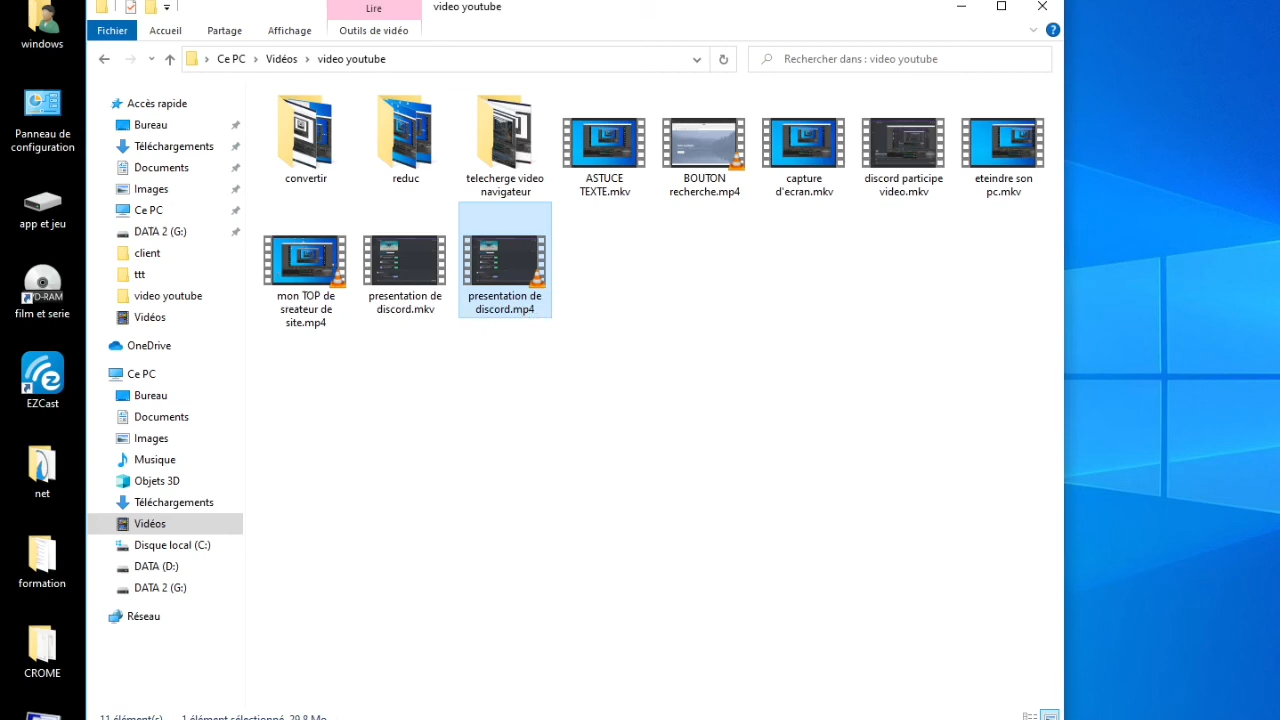 windows
Panneau de
configuration
app et jeu
film et serie
EZCast
net
formation
CROME
Lire
video youtube
Fichier
Accueil
Partage
Affichage
Outils de vidéo
Ce PC > Vidéos > video youtube
Rechercher dans : video youtube
Accès rapide
Bureau
Téléchargements
Documents
Images
Ce PC
DATA 2 (G:)
client
ttt
video youtube
Vidéos
OneDrive
Ce PC
Bureau
Documents
Images
Musique
Objets 3D
Téléchargements
Vidéos
Disque local (C:)
DATA (D:)
DATA 2 (G:)
Réseau
convertir
reduc
telecherge video
navigateur
ASTUCE
TEXTE.mkv
BOUTON
recherche.mp4
capture
d'ecran.mkv
discord participe
video.mkv
eteindre son
pc.mkv
mon TOP de
sreateur de
site.mp4
presentation de
discord.mkv
presentation de
discord.mp4
11 élément(s)
1 élément sélectionné 29,8 Mo